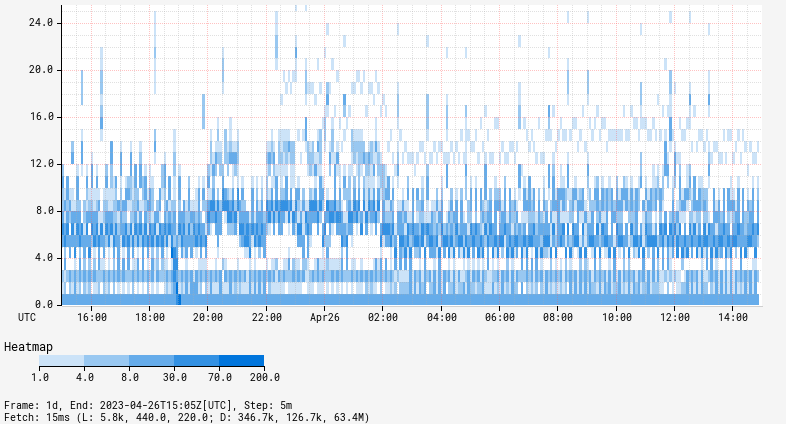 24.0
20.0
16.0
12.0
8.0
4.0
0.0
UTC 16:00 18:00 20:00 22:00 Apr26 02:00 04:00 06:00 08:00 10:00 12:00 14:00
Heatmap
1.0 4.0 8.0 30.0 70.0 200.0
Frame: 1d, End: 2023-04-26T15:05Z[UTC], Step: 5m
Fetch: 15ms (L: 5.8k, 440.0, 220.0; D: 346.7k, 126.7k, 63.4M)